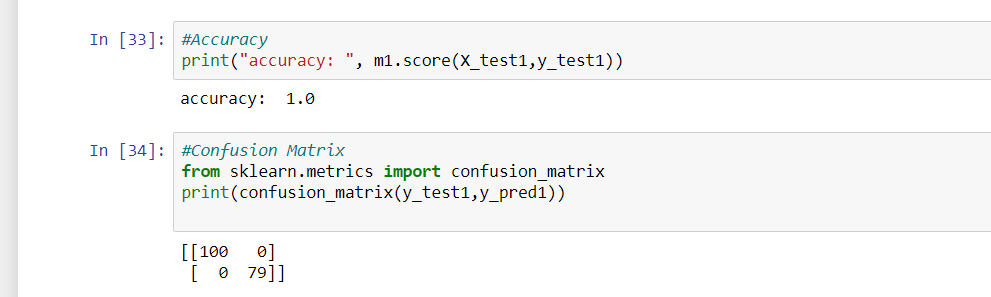 In [33]: #Accuracy
print("accuracy: ", m1.score(X_test1,y_test1))
accuracy:  1.0
In [34]: #Confusion Matrix
from sklearn.metrics import confusion_matrix
print(confusion_matrix(y_test1,y_pred1))
[[100   0]
 [  0  79]]